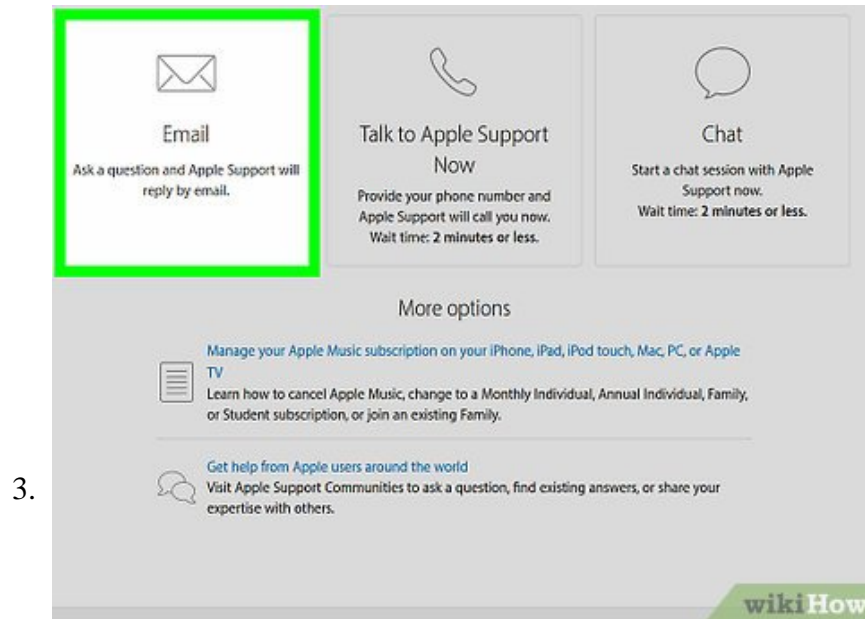 Email
Ask a question and Apple Support will
reply by email.
Talk to Apple Support
Now
Provide your phone number and
Apple Support will call you now.
Wait time: 2 minutes or less.
Chat
Start a chat session with Apple
Support now.
Wait time: 2 minutes or less.
More options
Manage your Apple Music subscription on your iPhone, iPad, iPod touch, Mac, PC, or Apple
TV
Learn how to cancel Apple Music, change to a Monthly Individual, Annual Individual, Family,
or Student subscription, or join an existing Family.
Get help from Apple users around the world
3.
Visit Apple Support Communities to ask a question, find existing answers, or share your
expertise with others.
wikiHow